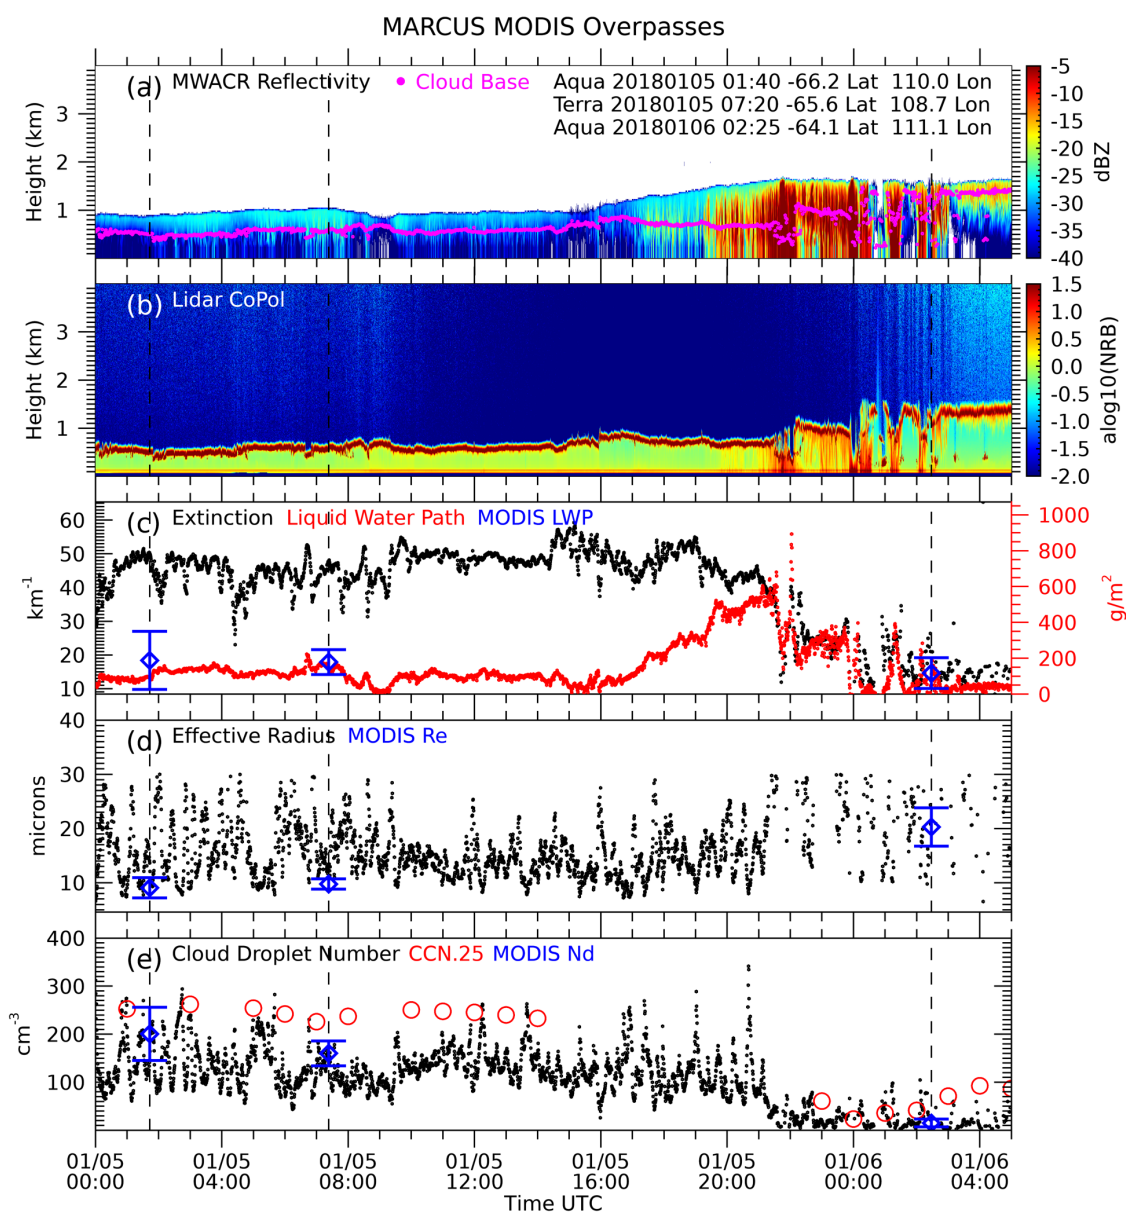 MARCUS MODIS Overpasses
(a) MWACR Reflectivity • Cloud Base
Aqua 20180105 01:40 -66.2 Lat 110.0 Lon
Terra 20180105 07:20 -65.6 Lat 108.7 Lon
Aqua 20180106 02:25 -64.1 Lat 111.1 Lon
Height (km)
3
2
1
-5
-10
-15
-20
-25
-30
-35
-40
dBZ
(b) Lidar CoPol
Height (km)
3
2
1
1.5
1.0
0.5
0.0
-0.5
-1.0
-1.5
-2.0
alog10(NRB)
(c) Extinction Liquid Water Path MODIS LWP
km⁻¹
60
50
40
30
20
10
1000
800
600
400
200
0
g/m²
(d) Effective Radius MODIS Re
microns
40
30
20
10
(e) Cloud Droplet Number CCN.25 MODIS Nd
cm⁻³
400
300
200
100
01/05 01/05 01/05 01/05 01/05 01/05 01/06 01/06
00:00 04:00 08:00 12:00 16:00 20:00 00:00 04:00
Time UTC